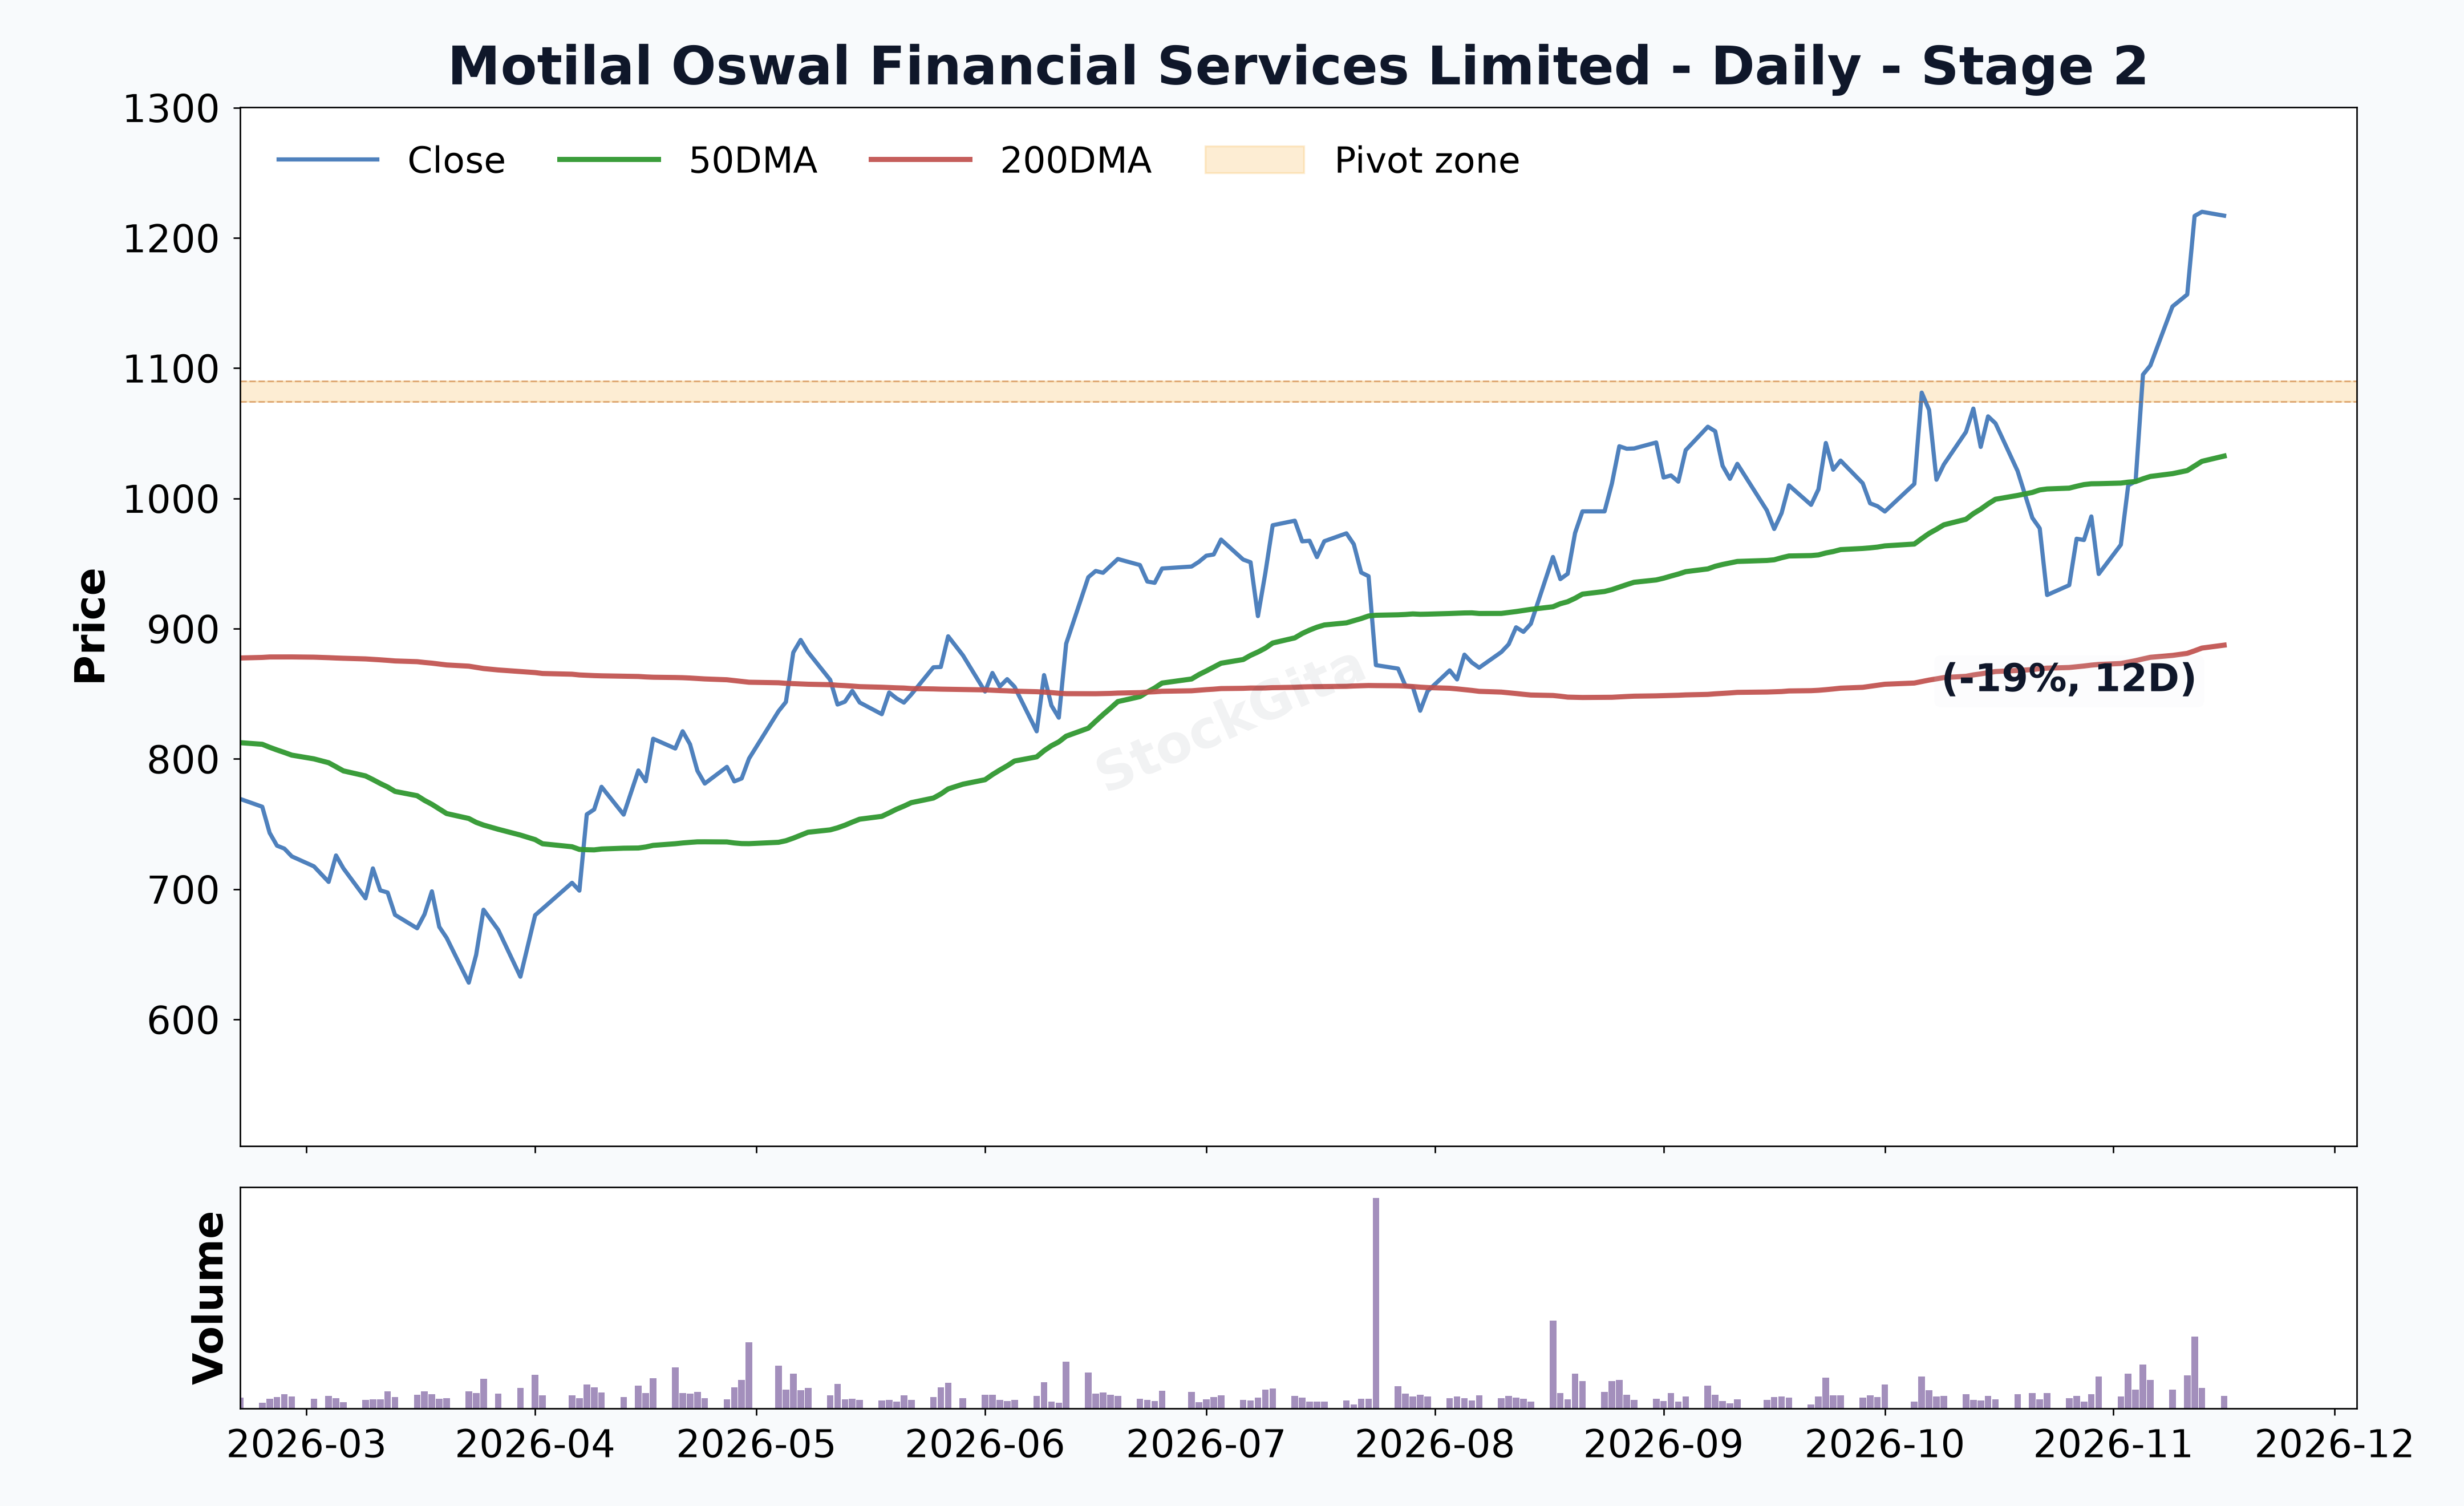 Motilal Oswal Financial Services Limited - Daily - Stage 2
Close 50DMA 200DMA Pivot zone
1300
1200
1100
1000
900
800
700
600
Price
(-19%, 12D)
StockGita
Volume
2026-03 2026-04 2026-05 2026-06 2026-07 2026-08 2026-09 2026-10 2026-11 2026-12